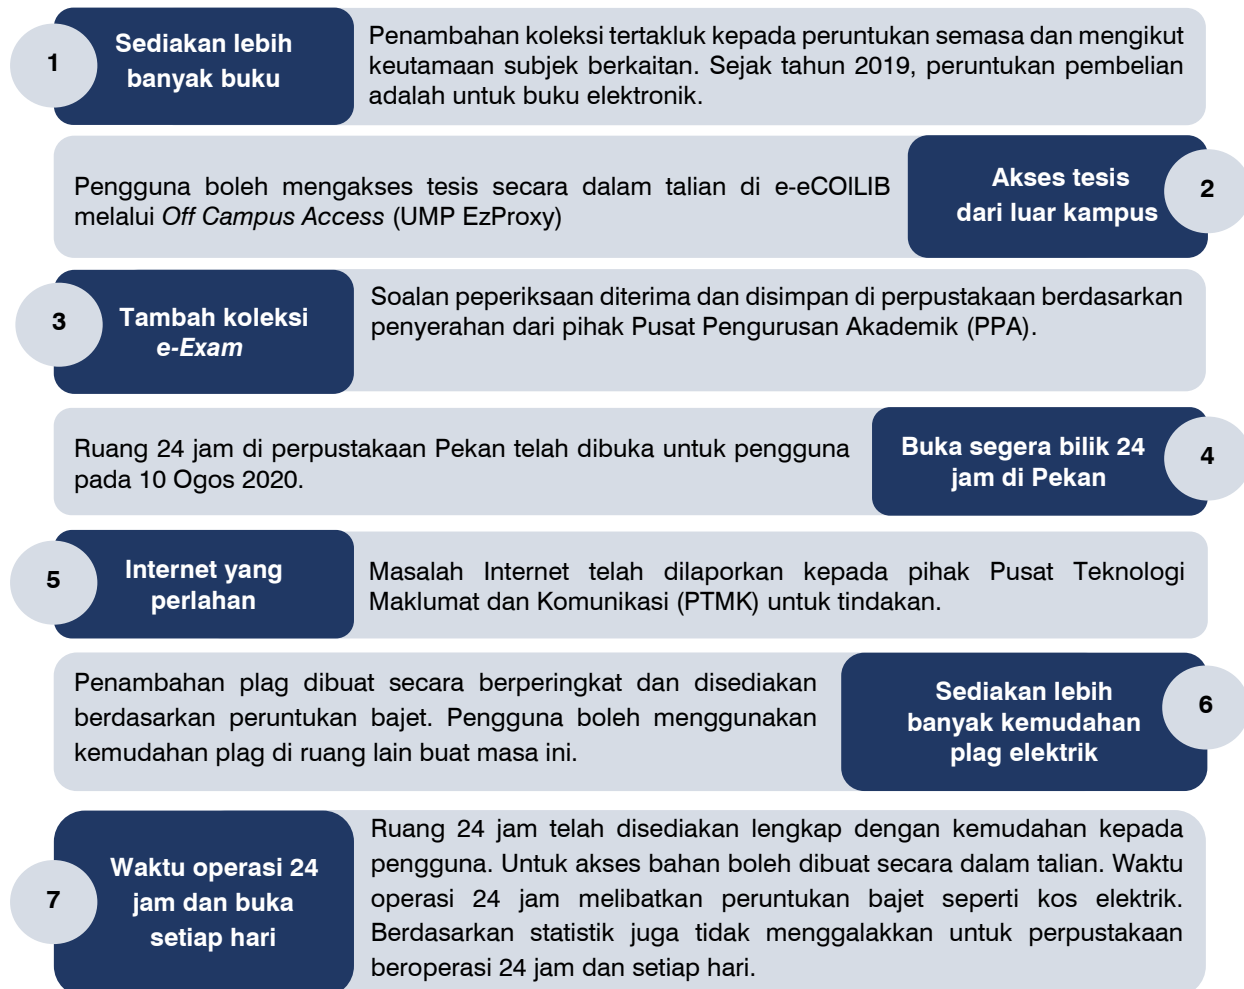 1
Sediakan lebih
banyak buku
Penambahan koleksi tertakluk kepada peruntukan semasa dan mengikut
keutamaan subjek berkaitan. Sejak tahun 2019, peruntukan pembelian
adalah untuk buku elektronik.
Pengguna boleh mengakses tesis secara dalam talian di e-eCOILIB
melalui Off Campus Access (UMP EzProxy)
Akses tesis
dari luar kampus
2
3
Tambah koleksi
e-Exam
Soalan peperiksaan diterima dan disimpan di perpustakaan berdasarkan
penyerahan dari pihak Pusat Pengurusan Akademik (PPA).
Ruang 24 jam di perpustakaan Pekan telah dibuka untuk pengguna
pada 10 Ogos 2020.
Buka segera bilik 24
jam di Pekan
4
5
Internet yang
perlahan
Masalah Internet telah dilaporkan kepada pihak Pusat Teknologi
Maklumat dan Komunikasi (PTMK) untuk tindakan.
Penambahan plag dibuat secara berperingkat dan disediakan
berdasarkan peruntukan bajet. Pengguna boleh menggunakan
kemudahan plag di ruang lain buat masa ini.
Sediakan lebih
banyak kemudahan
plag elektrik
6
7
Waktu operasi 24
jam dan buka
setiap hari
Ruang 24 jam telah disediakan lengkap dengan kemudahan kepada
pengguna. Untuk akses bahan boleh dibuat secara dalam talian. Waktu
operasi 24 jam melibatkan peruntukan bajet seperti kos elektrik.
Berdasarkan statistik juga tidak menggalakkan untuk perpustakaan
beroperasi 24 jam dan setiap hari.